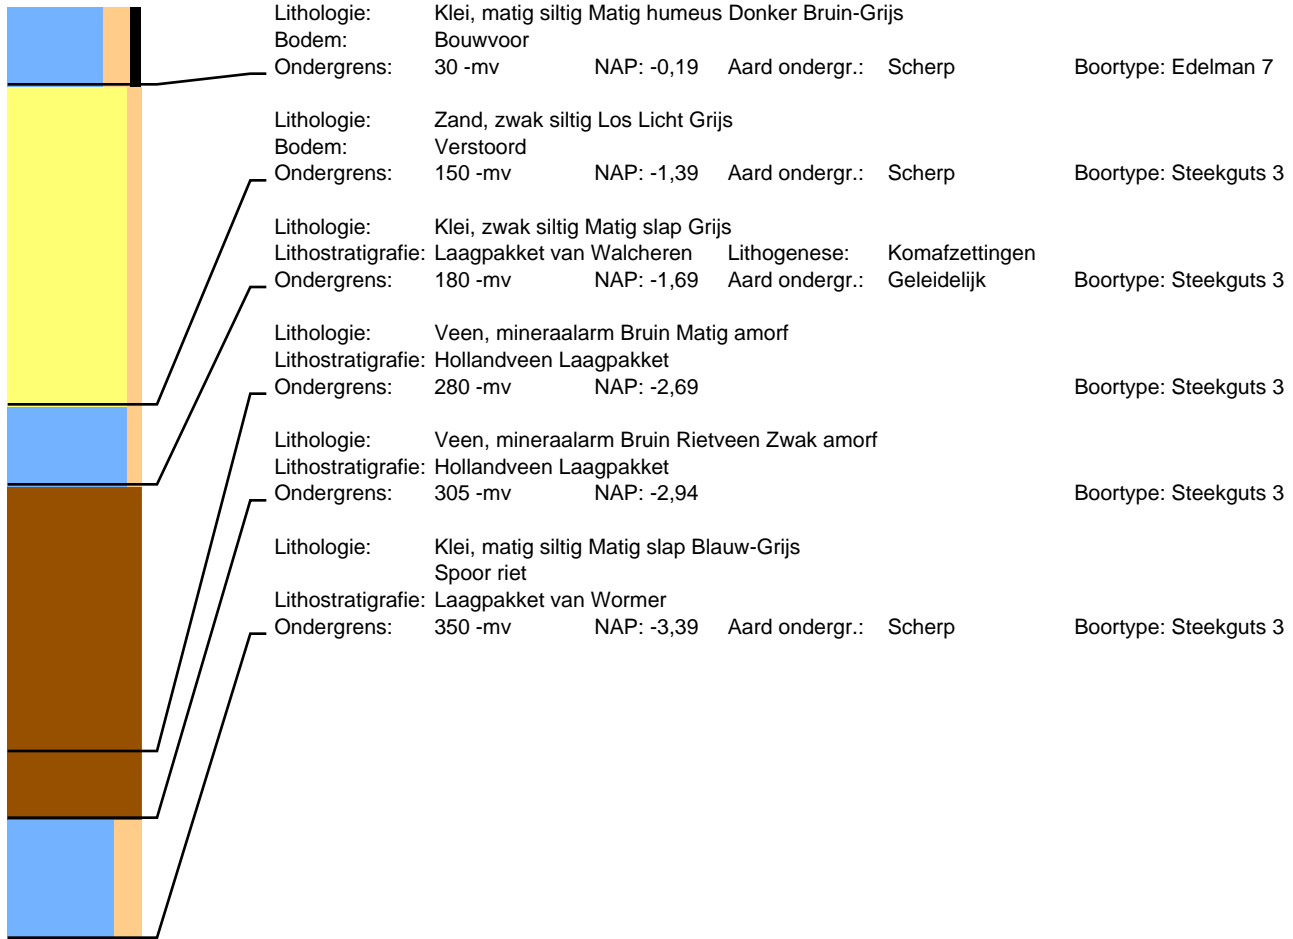 Lithologie: Klei, matig siltig Matig humeus Donker Bruin-Grijs
Bodem: Bouwvoor
Ondergrens: 30 -mv NAP: -0,19 Aard ondergr.: Scherp Boortype: Edelman 7
Lithologie: Zand, zwak siltig Los Licht Grijs
Bodem: Verstoord
Ondergrens: 150 -mv NAP: -1,39 Aard ondergr.: Scherp Boortype: Steekguts 3
Lithologie: Klei, zwak siltig Matig slap Grijs
Lithostratigrafie: Laagpakket van Walcheren Lithogenese: Komafzettingen
Ondergrens: 180 -mv NAP: -1,69 Aard ondergr.: Geleidelijk Boortype: Steekguts 3
Lithologie: Veen, mineraalarm Bruin Matig amorf
Lithostratigrafie: Hollandveen Laagpakket
Ondergrens: 280 -mv NAP: -2,69 Boortype: Steekguts 3
Lithologie: Veen, mineraalarm Bruin Rietveen Zwak amorf
Lithostratigrafie: Hollandveen Laagpakket
Ondergrens: 305 -mv NAP: -2,94 Boortype: Steekguts 3
Lithologie: Klei, matig siltig Matig slap Blauw-Grijs
Spoor riet
Lithostratigrafie: Laagpakket van Wormer
Ondergrens: 350 -mv NAP: -3,39 Aard ondergr.: Scherp Boortype: Steekguts 3